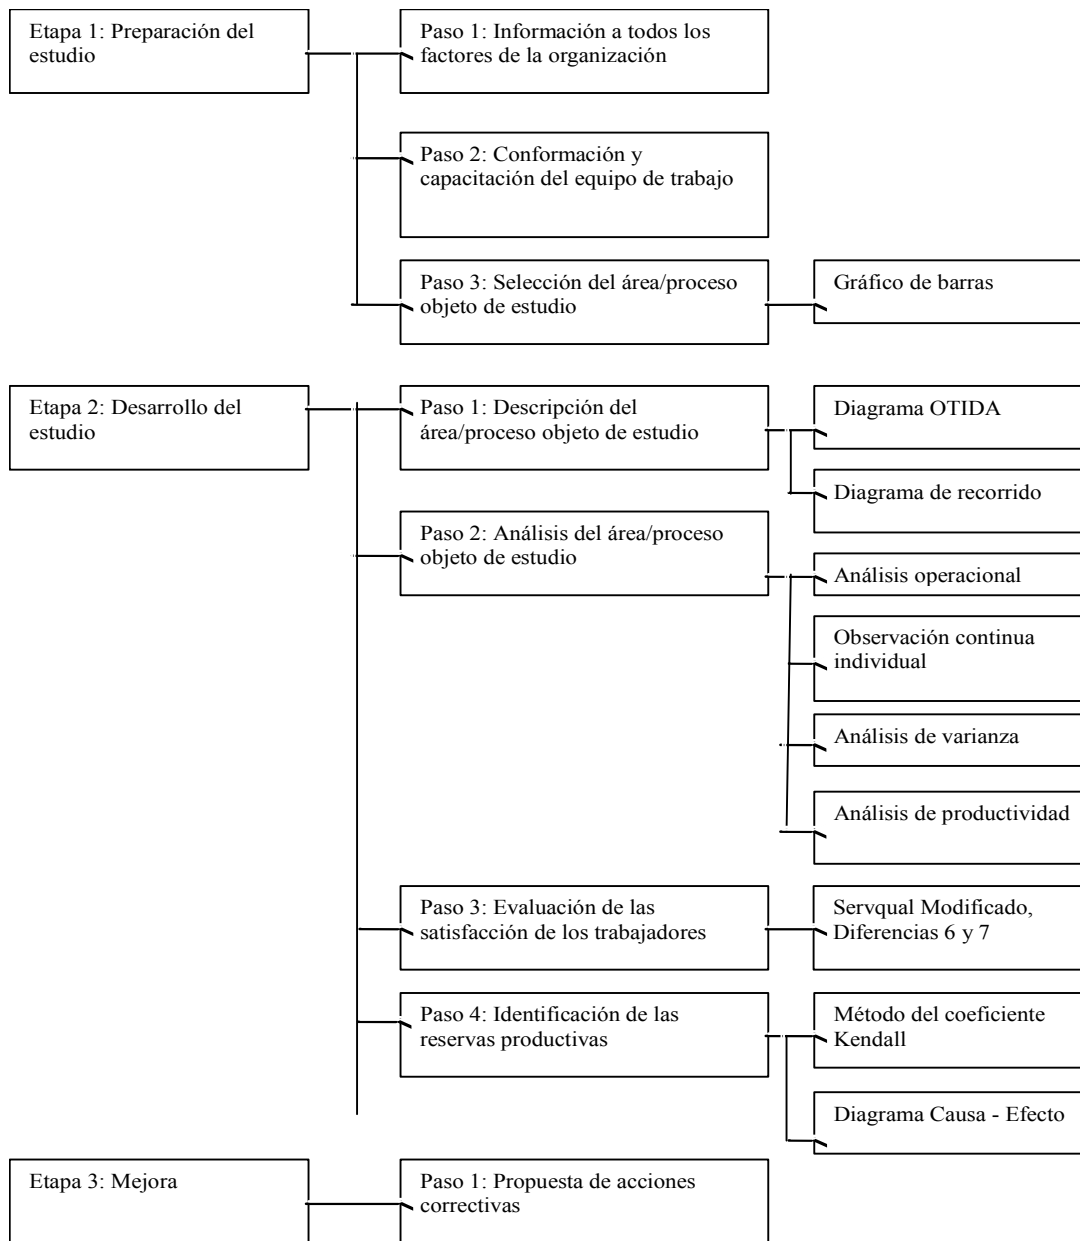 Etapa 1: Preparación del
estudio
Paso 1: Información a todos los
factores de la organización
Paso 2: Conformación y
capacitación del equipo de trabajo
Paso 3: Selección del área/proceso
objeto de estudio
Gráfico de barras
Etapa 2: Desarrollo del
estudio
Paso 1: Descripción del
área/proceso objeto de estudio
Diagrama OTIDA
Diagrama de recorrido
Paso 2: Análisis del área/proceso
objeto de estudio
Análisis operacional
Observación continua
individual
Análisis de varianza
Análisis de productividad
Paso 3: Evaluación de las
satisfacción de los trabajadores
Servqual Modificado,
Diferencias 6 y 7
Paso 4: Identificación de las
reservas productivas
Método del coeficiente
Kendall
Diagrama Causa - Efecto
Etapa 3: Mejora
Paso 1: Propuesta de acciones
correctivas